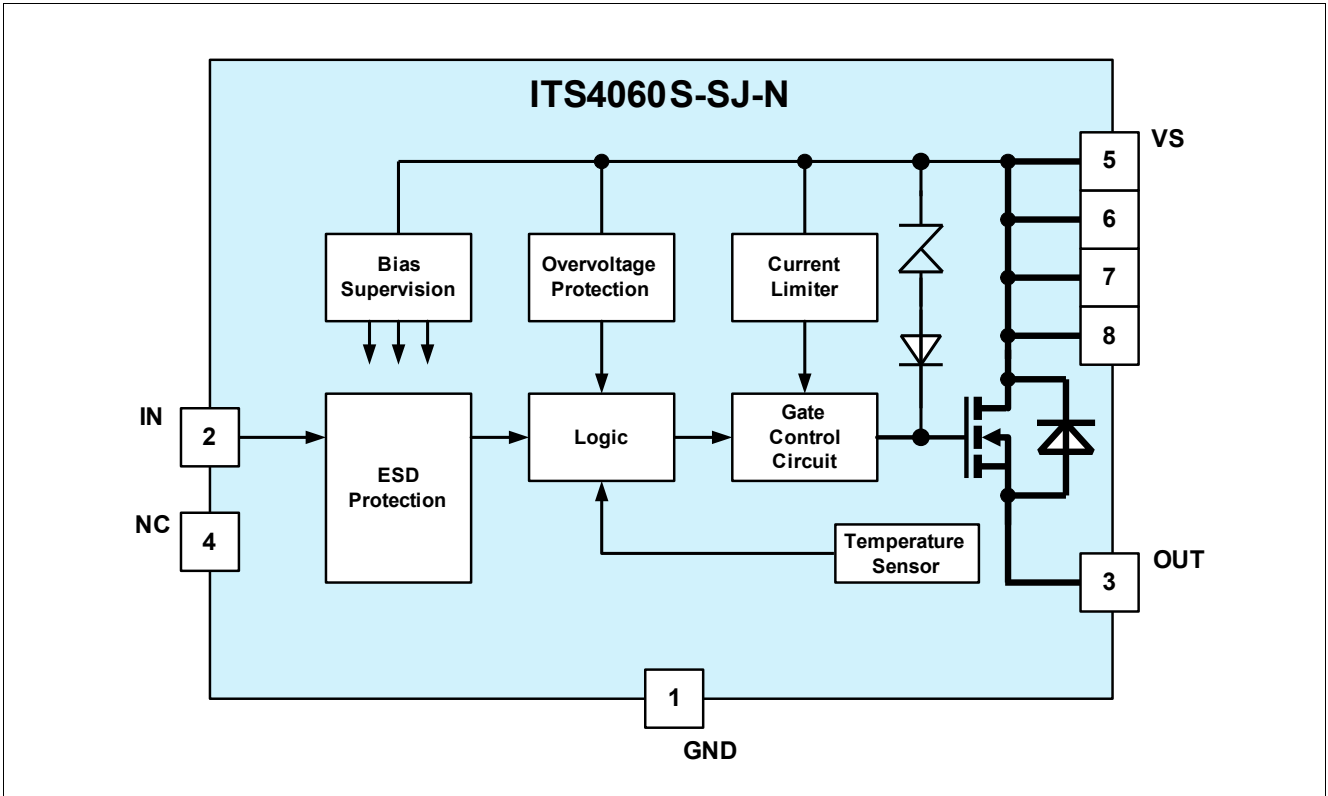 ITS4060S-SJ-N
VS
5
6
7
8
Bias
Supervision
Overvoltage
Protection
Current
Limiter
IN
2
NC
4
ESD
Protection
Logic
Gate
Control
Circuit
Temperature
Sensor
3
OUT
1
GND